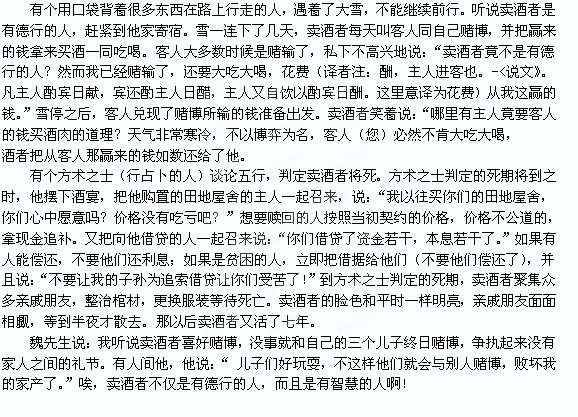 有个用口袋背着很多东西在路上行走的人，遇着了大雪，不能继续前行。听说卖酒者是
有德行的人，赶紧到他家寄宿。雪一连下了几天，卖酒者每天叫客人同自己赌博，并把赢来
的钱拿来买酒一同吃喝。客人大多数时候是赌输了，私下不高兴地说：“卖酒者竟不是有德
行的人？然而我已经赌输了，还要大吃大喝，花费（译者注：酬，主人进客也。-<说文》。
凡主人酌宾日献，宾还酌主人日醋，主人又自饮以酌宾日酬。这里意译为花费）从我这赢的
钱。”雪停之后，客人兑现了赌博所输的钱准备出发。卖酒者笑着说：“哪里有主人竟要客人
的钱买酒肉的道理？天气非常寒冷，不以博弈为名，客人（您）必然不肯大吃大喝，
酒者把从客人那赢来的钱如数还给了他。
有个方术之士（行占卜的人）谈论五行，判定卖酒者将死。方术之士判定的死期将到之
时，他摆下酒宴，把他购置的田地屋舍的主人一起召来，说：“我以往买你们的田地屋舍，
你们心中愿意吗？价格没有吃亏吧？”想要赎回的人按照当初契约的价格，价格不公道的，
拿现金追补。又把向他借贷的人一起召来说：“你们借贷了资金若干，本息若干了。”如果有
人能偿还，不要他们还利息；如果是贫困的人，立即把借据给他们（不要他们偿还了），并
且说：“不要让我的子孙为追索借贷让你们受苦了！”到方术之士判定的死期，卖酒者聚集众
多亲戚朋友，整治棺材，更换服装等待死亡。卖酒者的脸色和平时一样明亮，亲戚朋友面面
相觑，等到半夜才散去。那以后卖酒者又活了七年。
魏先生说：我听说卖酒者喜好赌博，没事就和自己的三个儿子终日赌博，争执起来没有
家人之间的礼节。有人间他，他说：“ 儿子们好玩耍，不这样他们就会与别人赌博，败坏我
的家产了。”唉，卖酒者不仅是有德行的人，而且是有智慧的人啊！